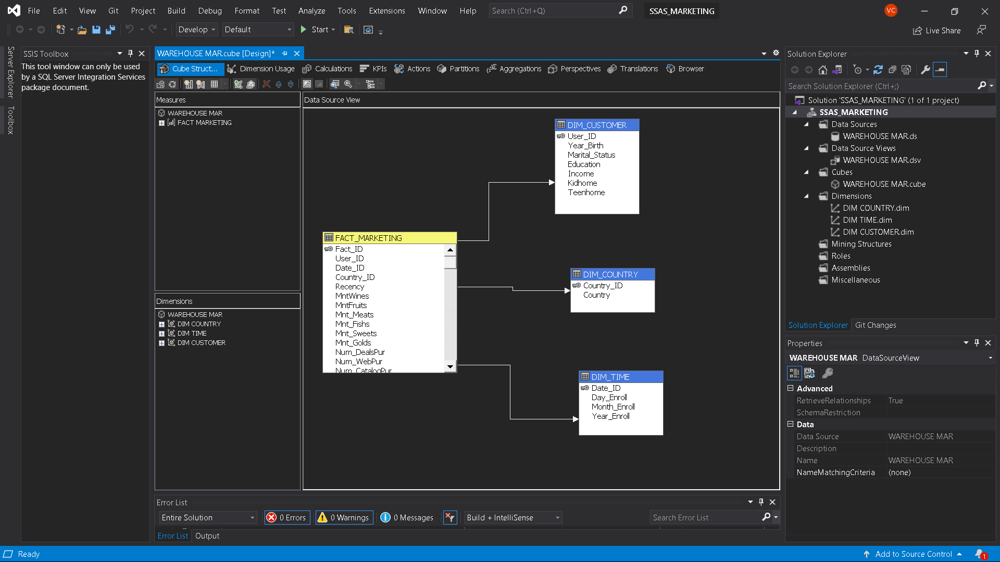 File Edit View Git Project Build Debug Format Test Analyze Tools Extensions Window Help Search (Ctrl+Q) SSAS_MARKETING VC
Develop Default Start Live Share
Server Explorer
Toolbox
SSIS Toolbox
This tool window can only be used
by a SQL Server Integration Services
package document.
WAREHOUSE MAR.cube [Design]*
Cube Struct... Dimension Usage Calculations KPIs Actions Partitions Aggregations Perspectives Translations Browser
Measures
WAREHOUSE MAR
FACT MARKETING
Dimensions
WAREHOUSE MAR
DIM COUNTRY
DIM TIME
DIM CUSTOMER
Data Source View
DIM_CUSTOMER
User_ID
Year_Birth
Marital_Status
Education
Income
Kidhome
Teenhome
FACT_MARKETING
Fact_ID
User_ID
Date_ID
Country_ID
Recency
MntWines
MntFruits
Mnt_Meats
Mnt_Fishs
Mnt_Sweets
Mnt_Golds
Num_DealsPur
Num_WebPur
Num_CatalogPur
DIM_COUNTRY
Country_ID
Country
DIM_TIME
Date_ID
Day_Enroll
Month_Enroll
Year_Enroll
Error List
Entire Solution 0 Errors 0 Warnings 0 Messages Build + IntelliSense Search Error List
Error List Output
Solution Explorer
Search Solution Explorer (Ctrl+;)
Solution 'SSAS_MARKETING' (1 of 1 project)
SSAS_MARKETING
Data Sources
WAREHOUSE MAR.ds
Data Source Views
WAREHOUSE MAR.dsv
Cubes
WAREHOUSE MAR.cube
Dimensions
DIM COUNTRY.dim
DIM TIME.dim
DIM CUSTOMER.dim
Mining Structures
Roles
Assemblies
Miscellaneous
Solution Explorer Git Changes
Properties
WAREHOUSE MAR DataSourceView
Advanced
RetrieveRelationships True
SchemaRestriction
Data
Data Source WAREHOUSE MAR
Description
Name WAREHOUSE MAR
NameMatchingCriteria (none)
Ready Add to Source Control 1